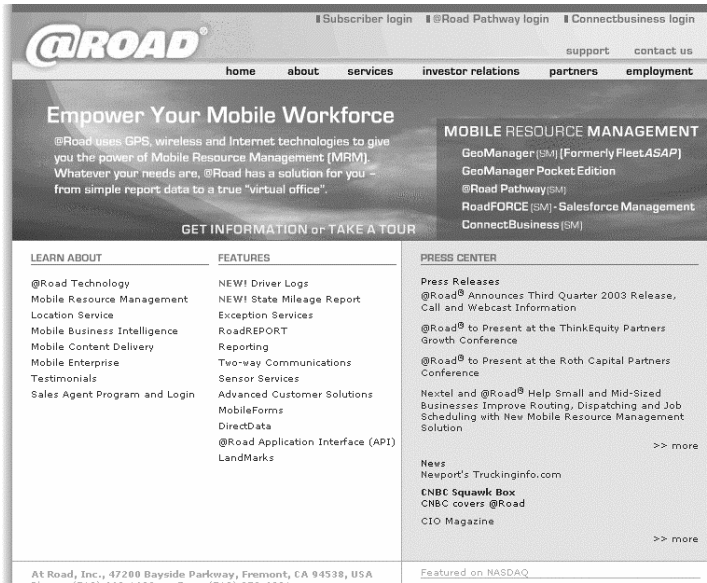 Subscriber login @Road Pathway login Connectbusiness login
@ROAD®
support contact us
home about services investor relations partners employment
Empower Your Mobile Workforce
@Road uses GPS, wireless and Internet technologies to give
you the power of Mobile Resource Management (MRM).
Whatever your needs are, @Road has a solution for you –
from simple report data to a true "virtual office".
GET INFORMATION or TAKE A TOUR
MOBILE RESOURCE MANAGEMENT
GeoManager (SM) (Formerly FleetASAP)
GeoManager Pocket Edition
@Road Pathway(SM)
RoadFORCE (SM) - Salesforce Management
ConnectBusiness (SM)
LEARN ABOUT
@Road Technology
Mobile Resource Management
Location Service
Mobile Business Intelligence
Mobile Content Delivery
Mobile Enterprise
Testimonials
Sales Agent Program and Login
FEATURES
NEW! Driver Logs
NEW! State Mileage Report
Exception Services
RoadREPORT
Reporting
Two-way Communications
Sensor Services
Advanced Customer Solutions
MobileForms
DirectData
@Road Application Interface (API)
LandMarks
PRESS CENTER
Press Releases
@Road® Announces Third Quarter 2003 Release,
Call and Webcast Information
@Road® to Present at the ThinkEquity Partners
Growth Conference
@Road® to Present at the Roth Capital Partners
Conference
Nextel and @Road® Help Small and Mid-Sized
Businesses Improve Routing, Dispatching and Job
Scheduling with New Mobile Resource Management
Solution
>> more
News
Newport's Truckinginfo.com
CNBC Squawk Box
CNBC covers @Road
CIO Magazine
>> more
At Road, Inc., 47200 Bayside Parkway, Fremont, CA 94538, USA
Featured on NASDAQ